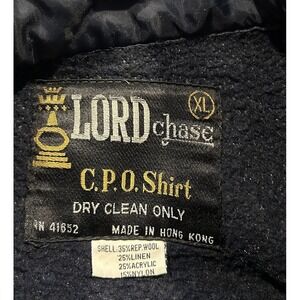 LORD chase
XL
C.P.O. Shirt
DRY CLEAN ONLY
RN 41652 MADE IN HONG KONG
SHELL: 35% REP. WOOL
25% LINEN
25% ACRYLIC
15% NYLON